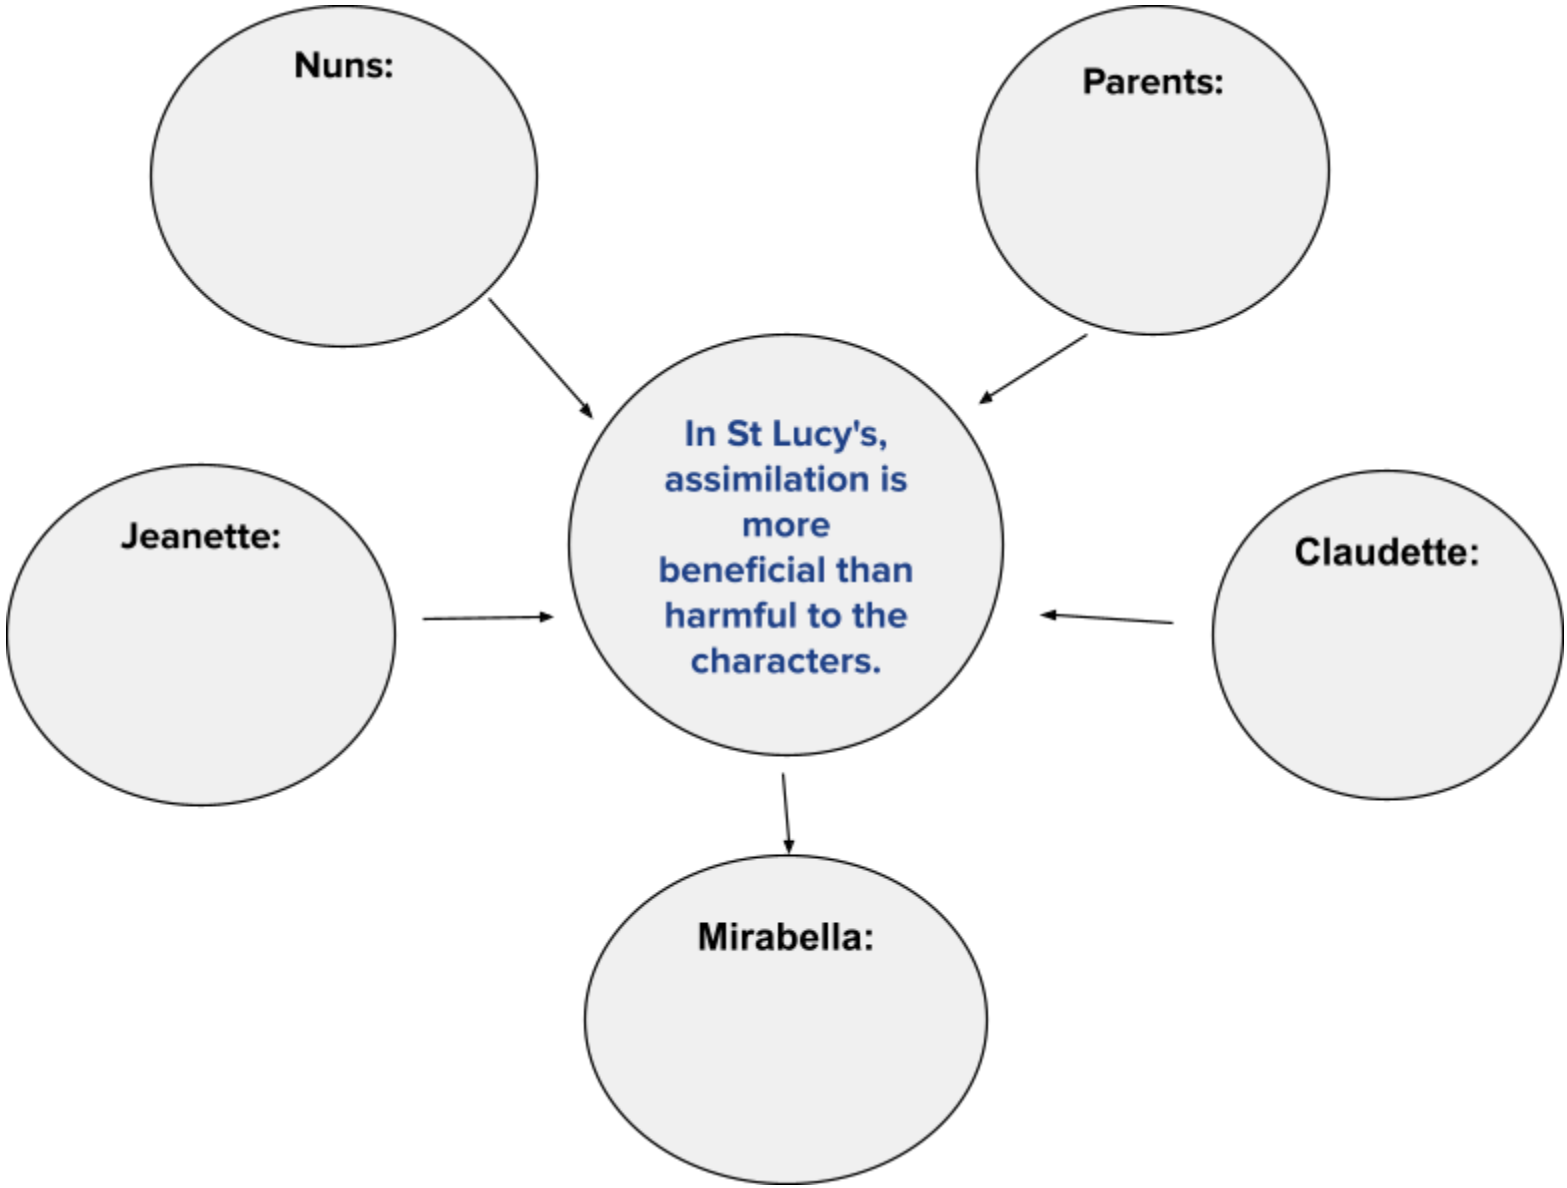 Nuns:
Parents:
In St Lucy's,
assimilation is
more
beneficial than
harmful to the
characters.
Jeanette:
Claudette:
Mirabella: